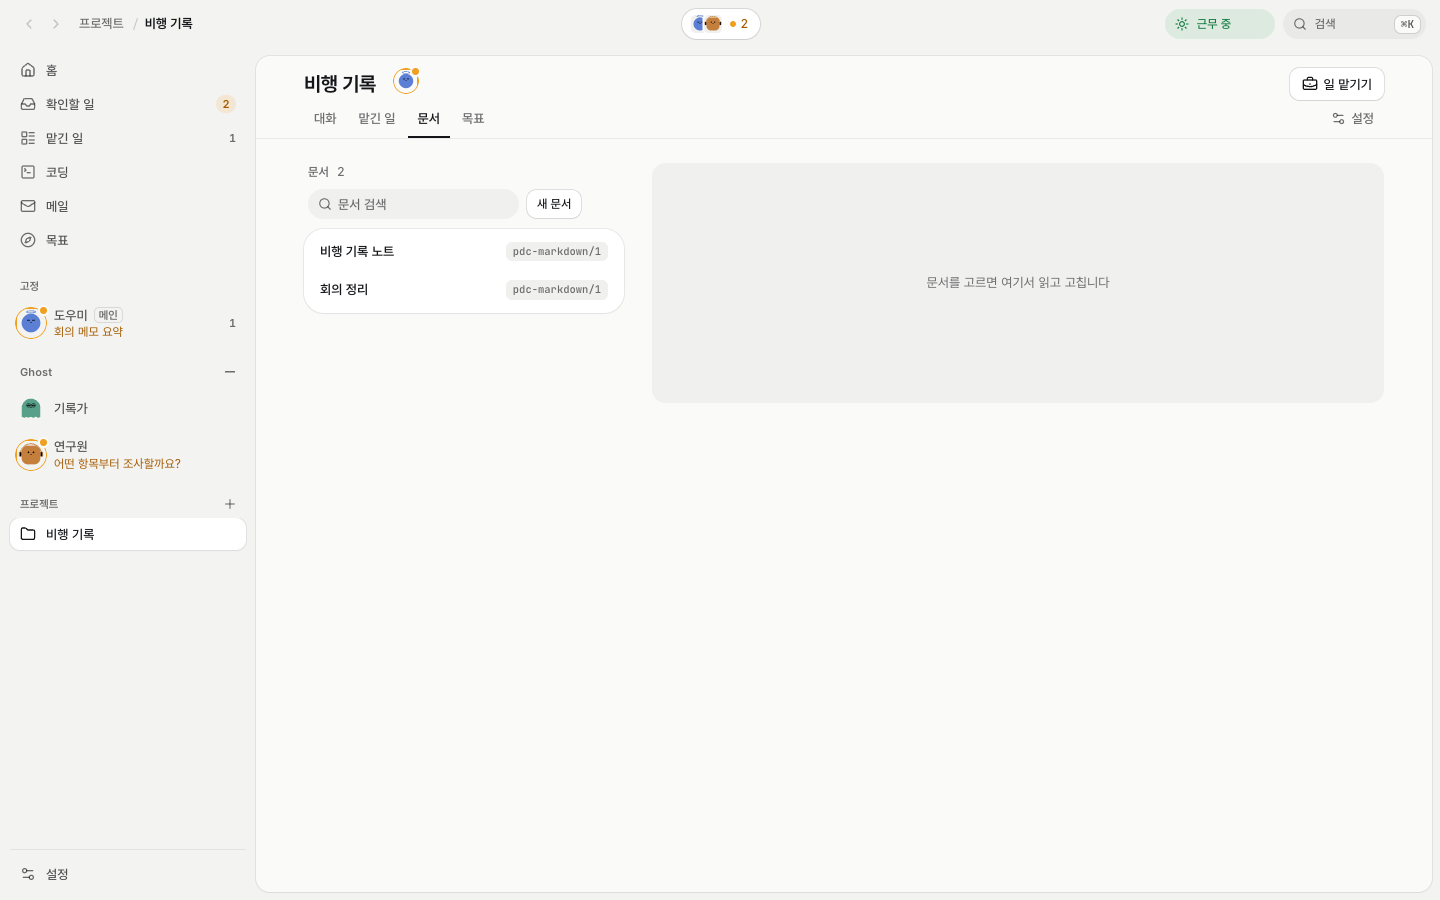 프로젝트 / 비행 기록
2
근무 중
검색 ⌘K
홈
확인할 일 2
맡긴 일 1
코딩
메일
목표
고정
도우미 메인
회의 메모 요약
1
Ghost
기록가
연구원
어떤 항목부터 조사할까요?
프로젝트
비행 기록
설정
비행 기록
일 맡기기
대화 맡긴 일 문서 목표
설정
문서 2
문서 검색
새 문서
비행 기록 노트 pdc-markdown/1
회의 정리 pdc-markdown/1
문서를 고르면 여기서 읽고 고칩니다